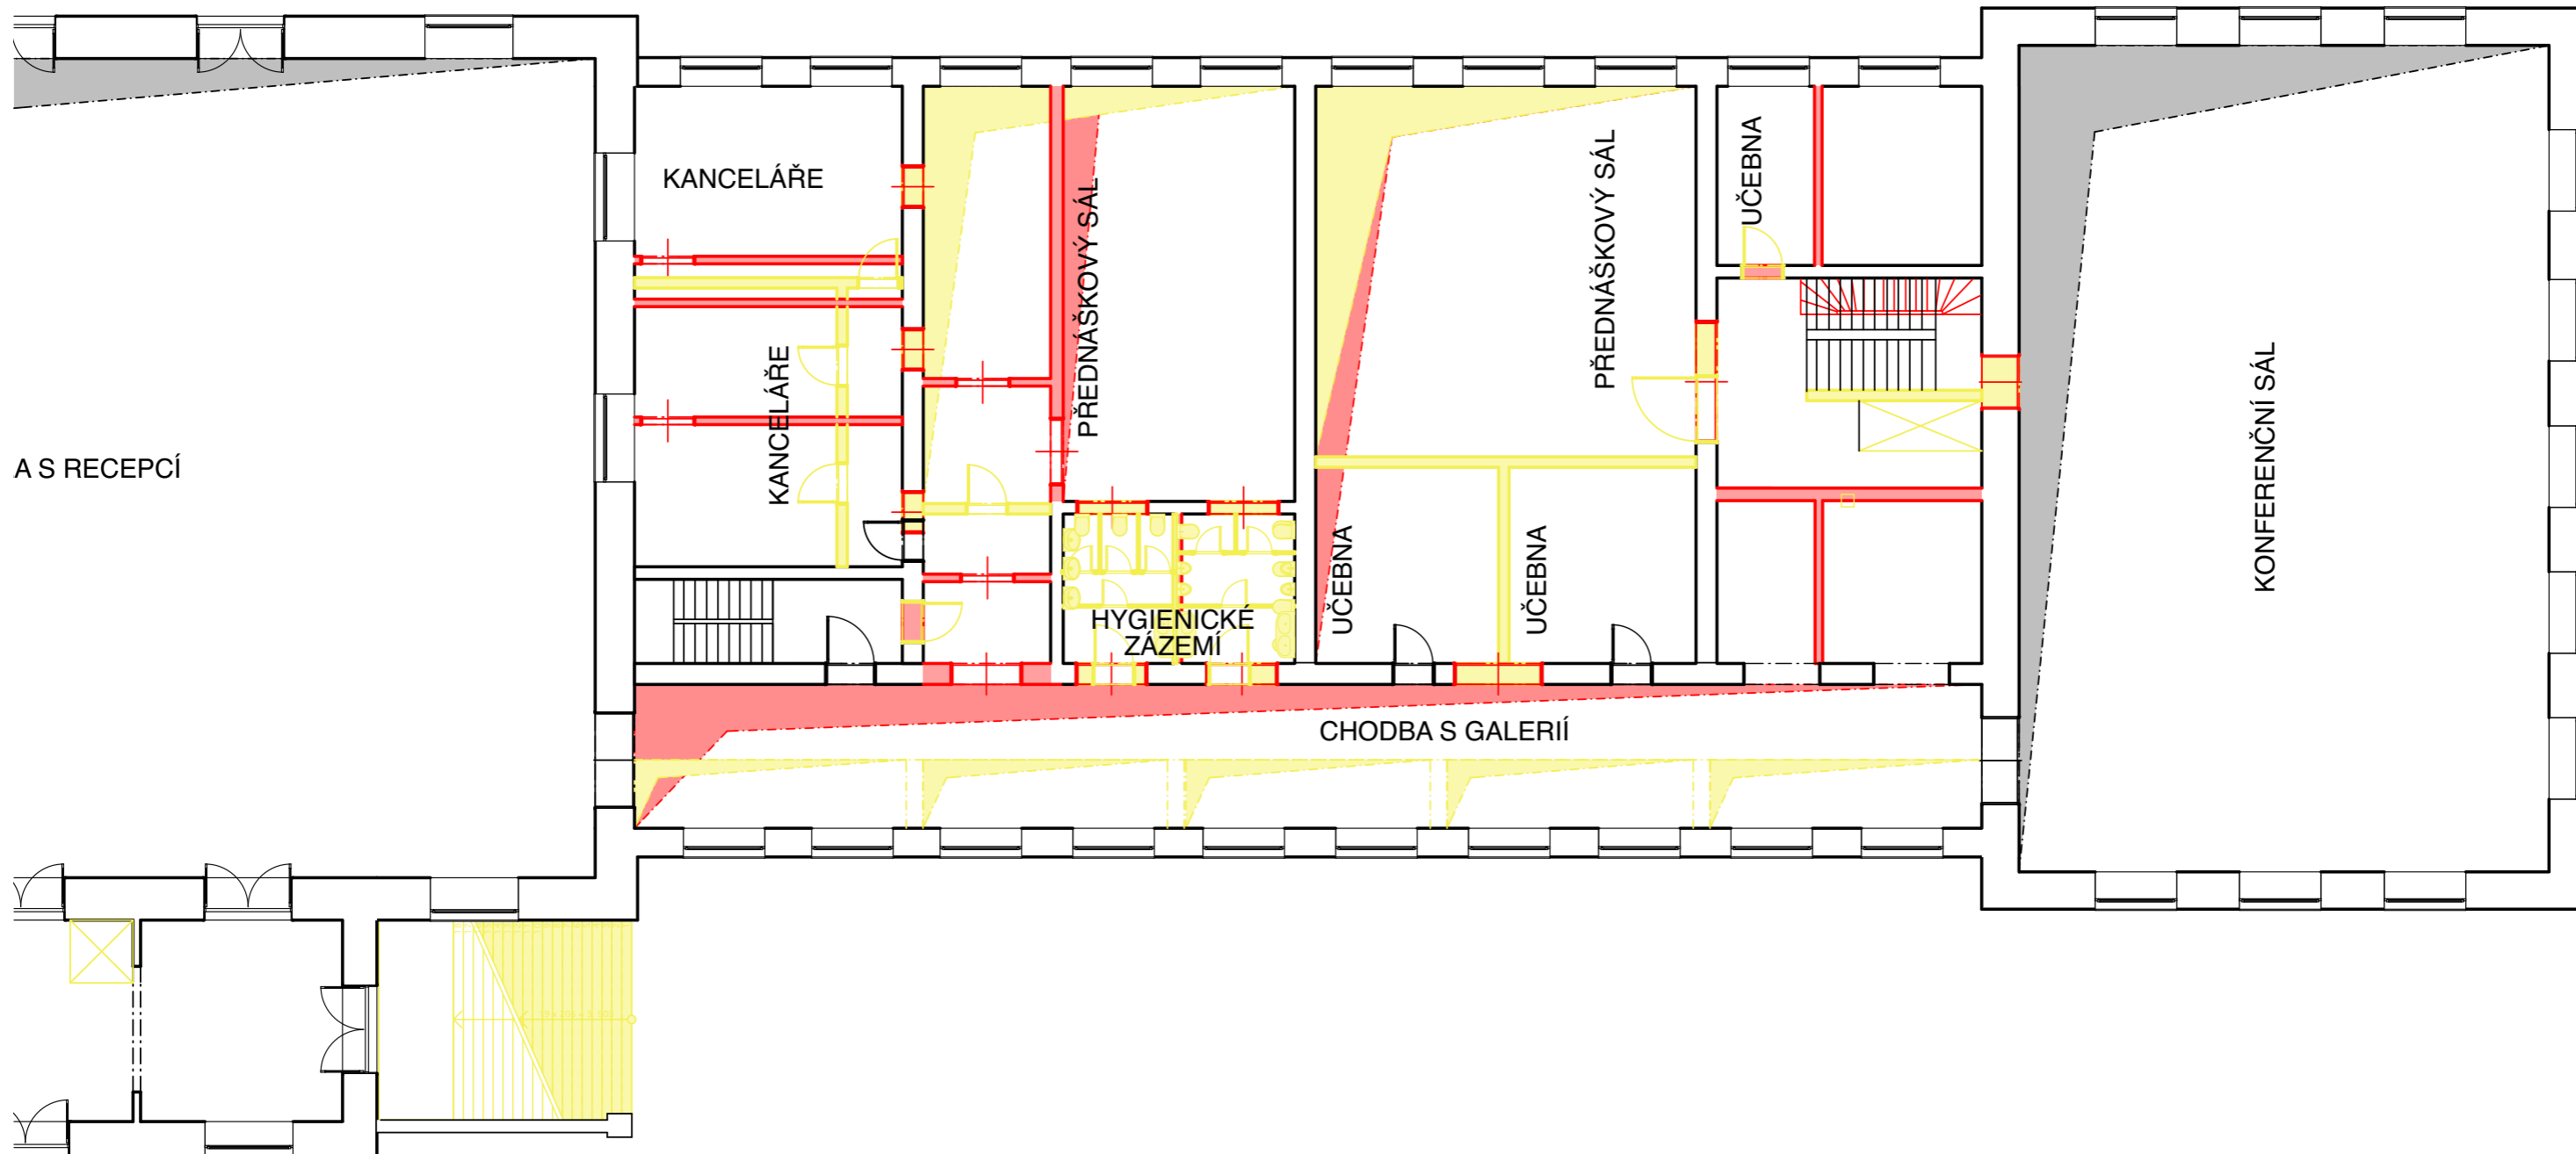 KANCELÁŘE
KANCELÁŘE
A S RECEPCÍ
PŘEDNÁŠKOVÝ SÁL
HYGIENICKÉ
ZÁZEMÍ
PŘEDNÁŠKOVÝ SÁL
UČEBNA
UČEBNA
UČEBNA
CHODBA S GALERIÍ
KONFERENČNÍ SÁL